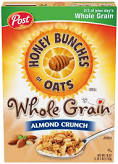 Post
2/3 of your day's
Whole Grain
HONEY BUNCHES
of OATS
Whole Grain
ALMOND CRUNCH